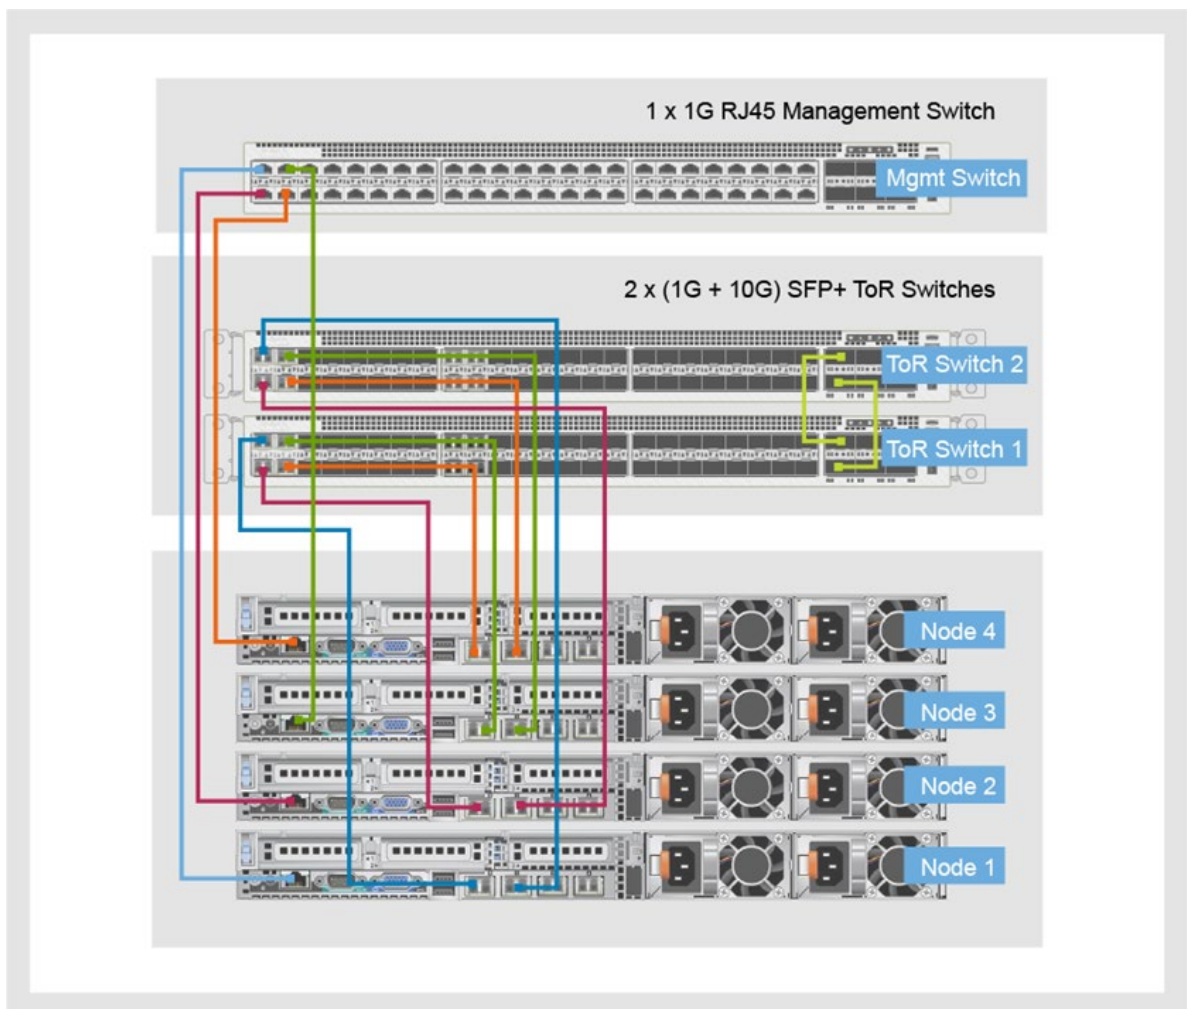 1 x 1G RJ45 Management Switch
Mgmt Switch
2 x (1G + 10G) SFP+ ToR Switches
ToR Switch 2
ToR Switch 1
Node 4
Node 3
Node 2
Node 1